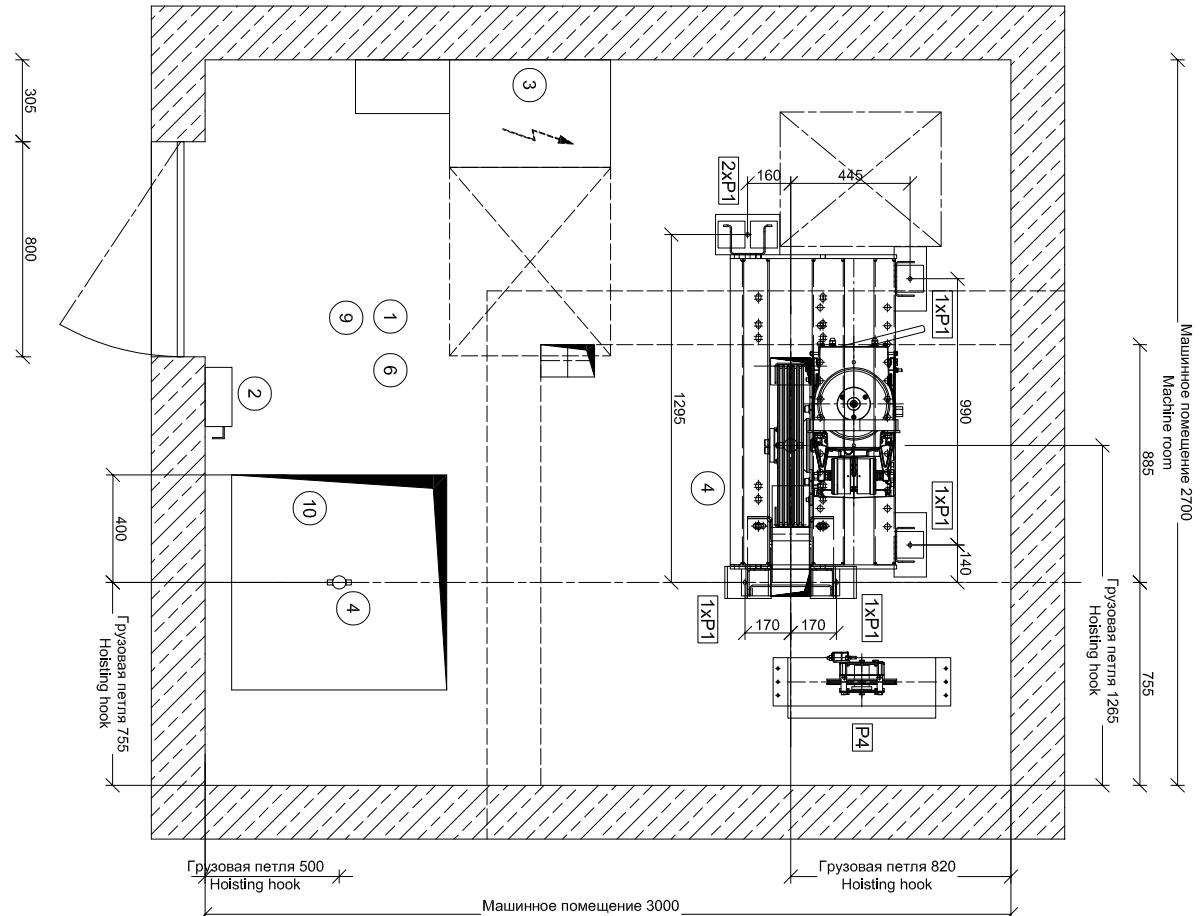 3
305
2xP1
160
445
800
1xP1
1
9
6
2
1295
990
Машинное помещение 2700
Machine room
885
4
10
400
1xP1
140
4
1xP1
1xP1
170
170
Грузовая петля 755
Hoisting hook
Грузовая петля 1265
Hoisting hook
755
P4
Грузовая петля 500
Hoisting hook
Грузовая петля 820
Hoisting hook
Машинное помещение 3000